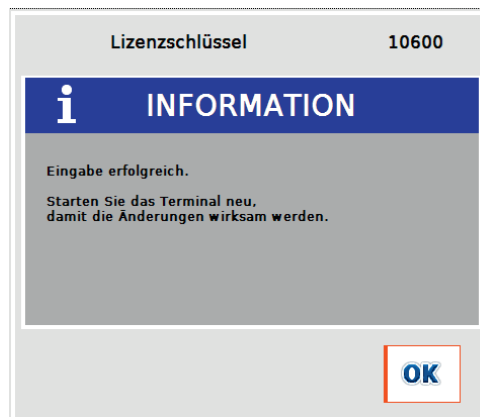 Lizenzschlüssel 10600
i INFORMATION
Eingabe erfolgreich.
Starten Sie das Terminal neu,
damit die Änderungen wirksam werden.
OK